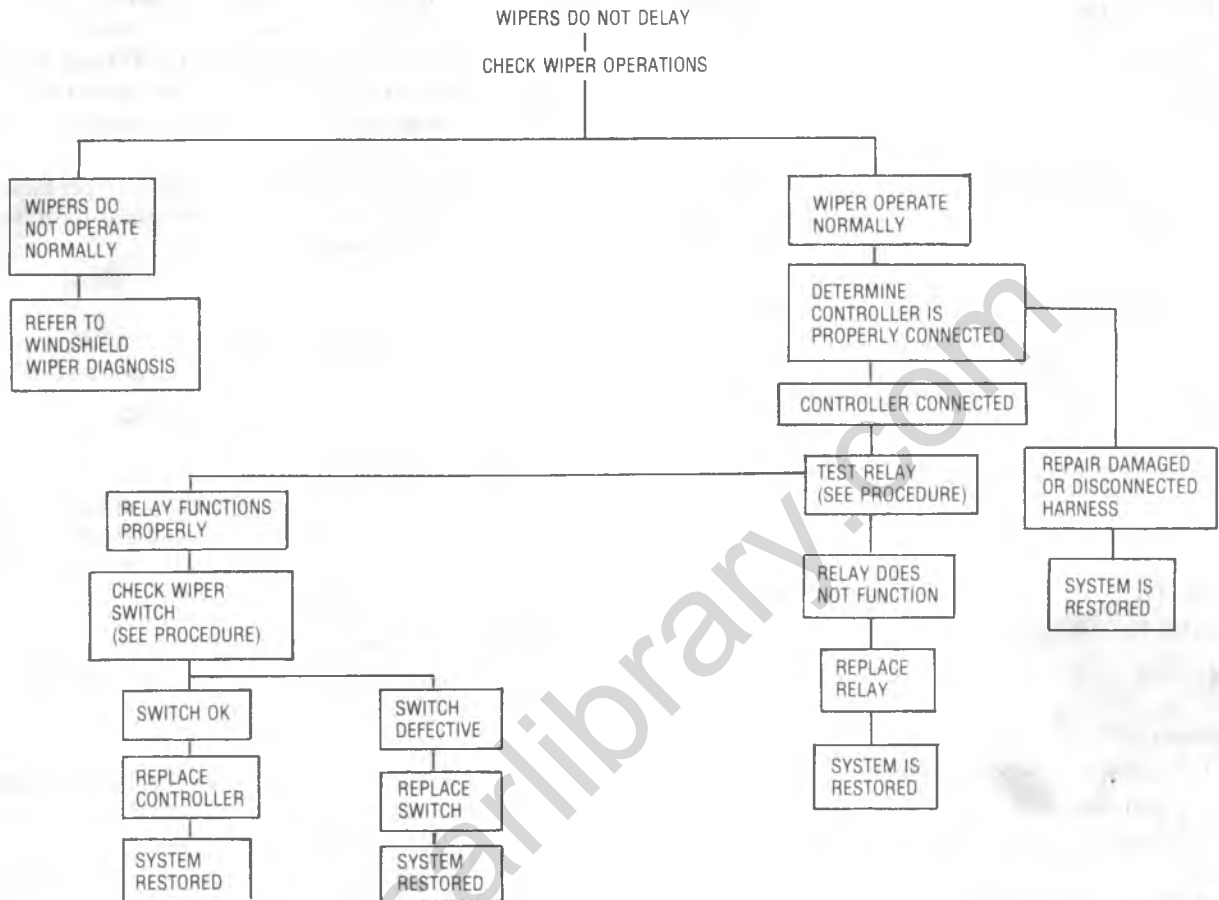 WIPERS DO NOT DELAY
CHECK WIPER OPERATIONS
WIPERS DO
NOT OPERATE
NORMALLY
REFER TO
WINDSHIELD
WIPER DIAGNOSIS
WIPER OPERATE
NORMALLY
DETERMINE
CONTROLLER IS
PROPERLY CONNECTED
CONTROLLER CONNECTED
TEST RELAY
(SEE PROCEDURE)
REPAIR DAMAGED
OR DISCONNECTED
HARNESS
SYSTEM IS
RESTORED
RELAY DOES
NOT FUNCTION
REPLACE
RELAY
SYSTEM IS
RESTORED
RELAY FUNCTIONS
PROPERLY
CHECK WIPER
SWITCH
(SEE PROCEDURE)
SWITCH OK
REPLACE
CONTROLLER
SYSTEM
RESTORED
SWITCH
DEFECTIVE
REPLACE
SWITCH
SYSTEM
RESTORED
arlibrary.com